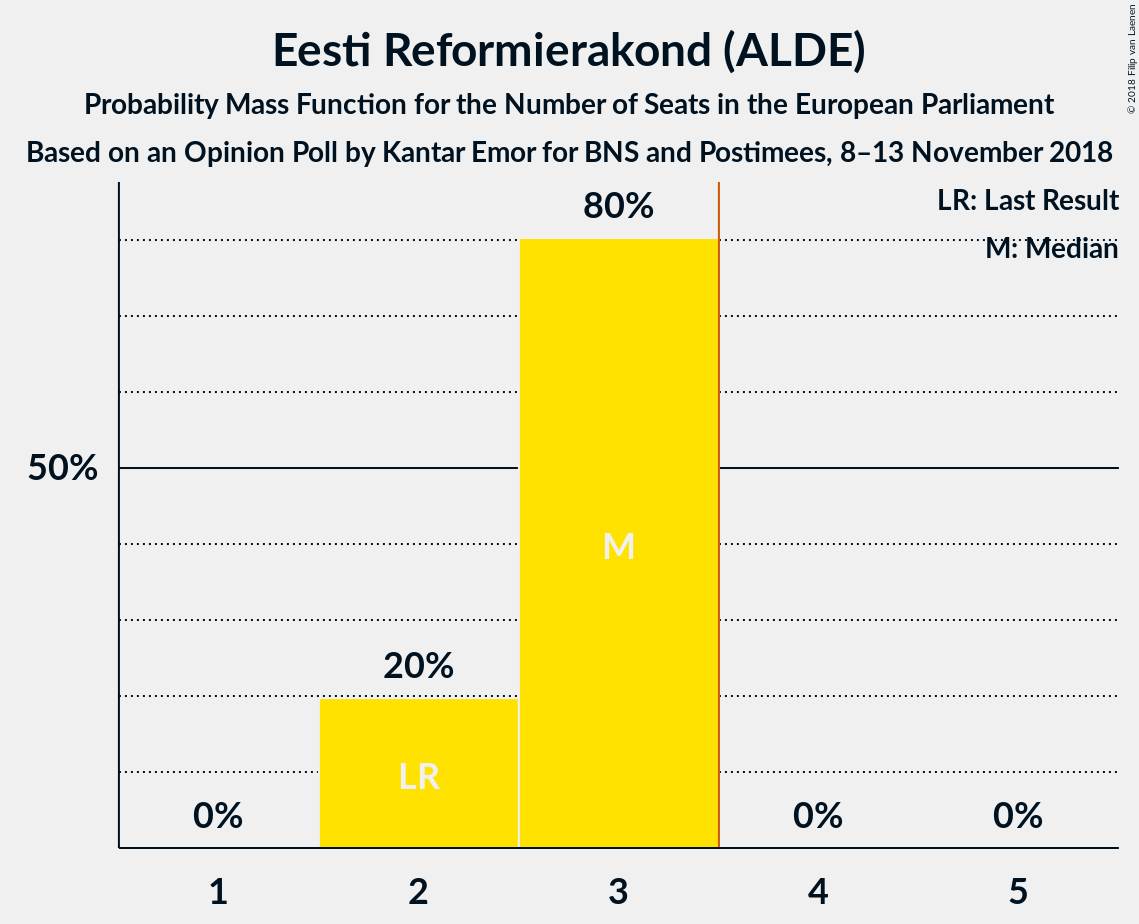 Eesti Reformierakond (ALDE)
Probability Mass Function for the Number of Seats in the European Parliament
Based on an Opinion Poll by Kantar Emor for BNS and Postimees, 8–13 November 2018
© 2018 Filip van Laenen
LR: Last Result
M: Median
80%
50%
M
20%
LR
0%
0%
0%
1
2
3
4
5